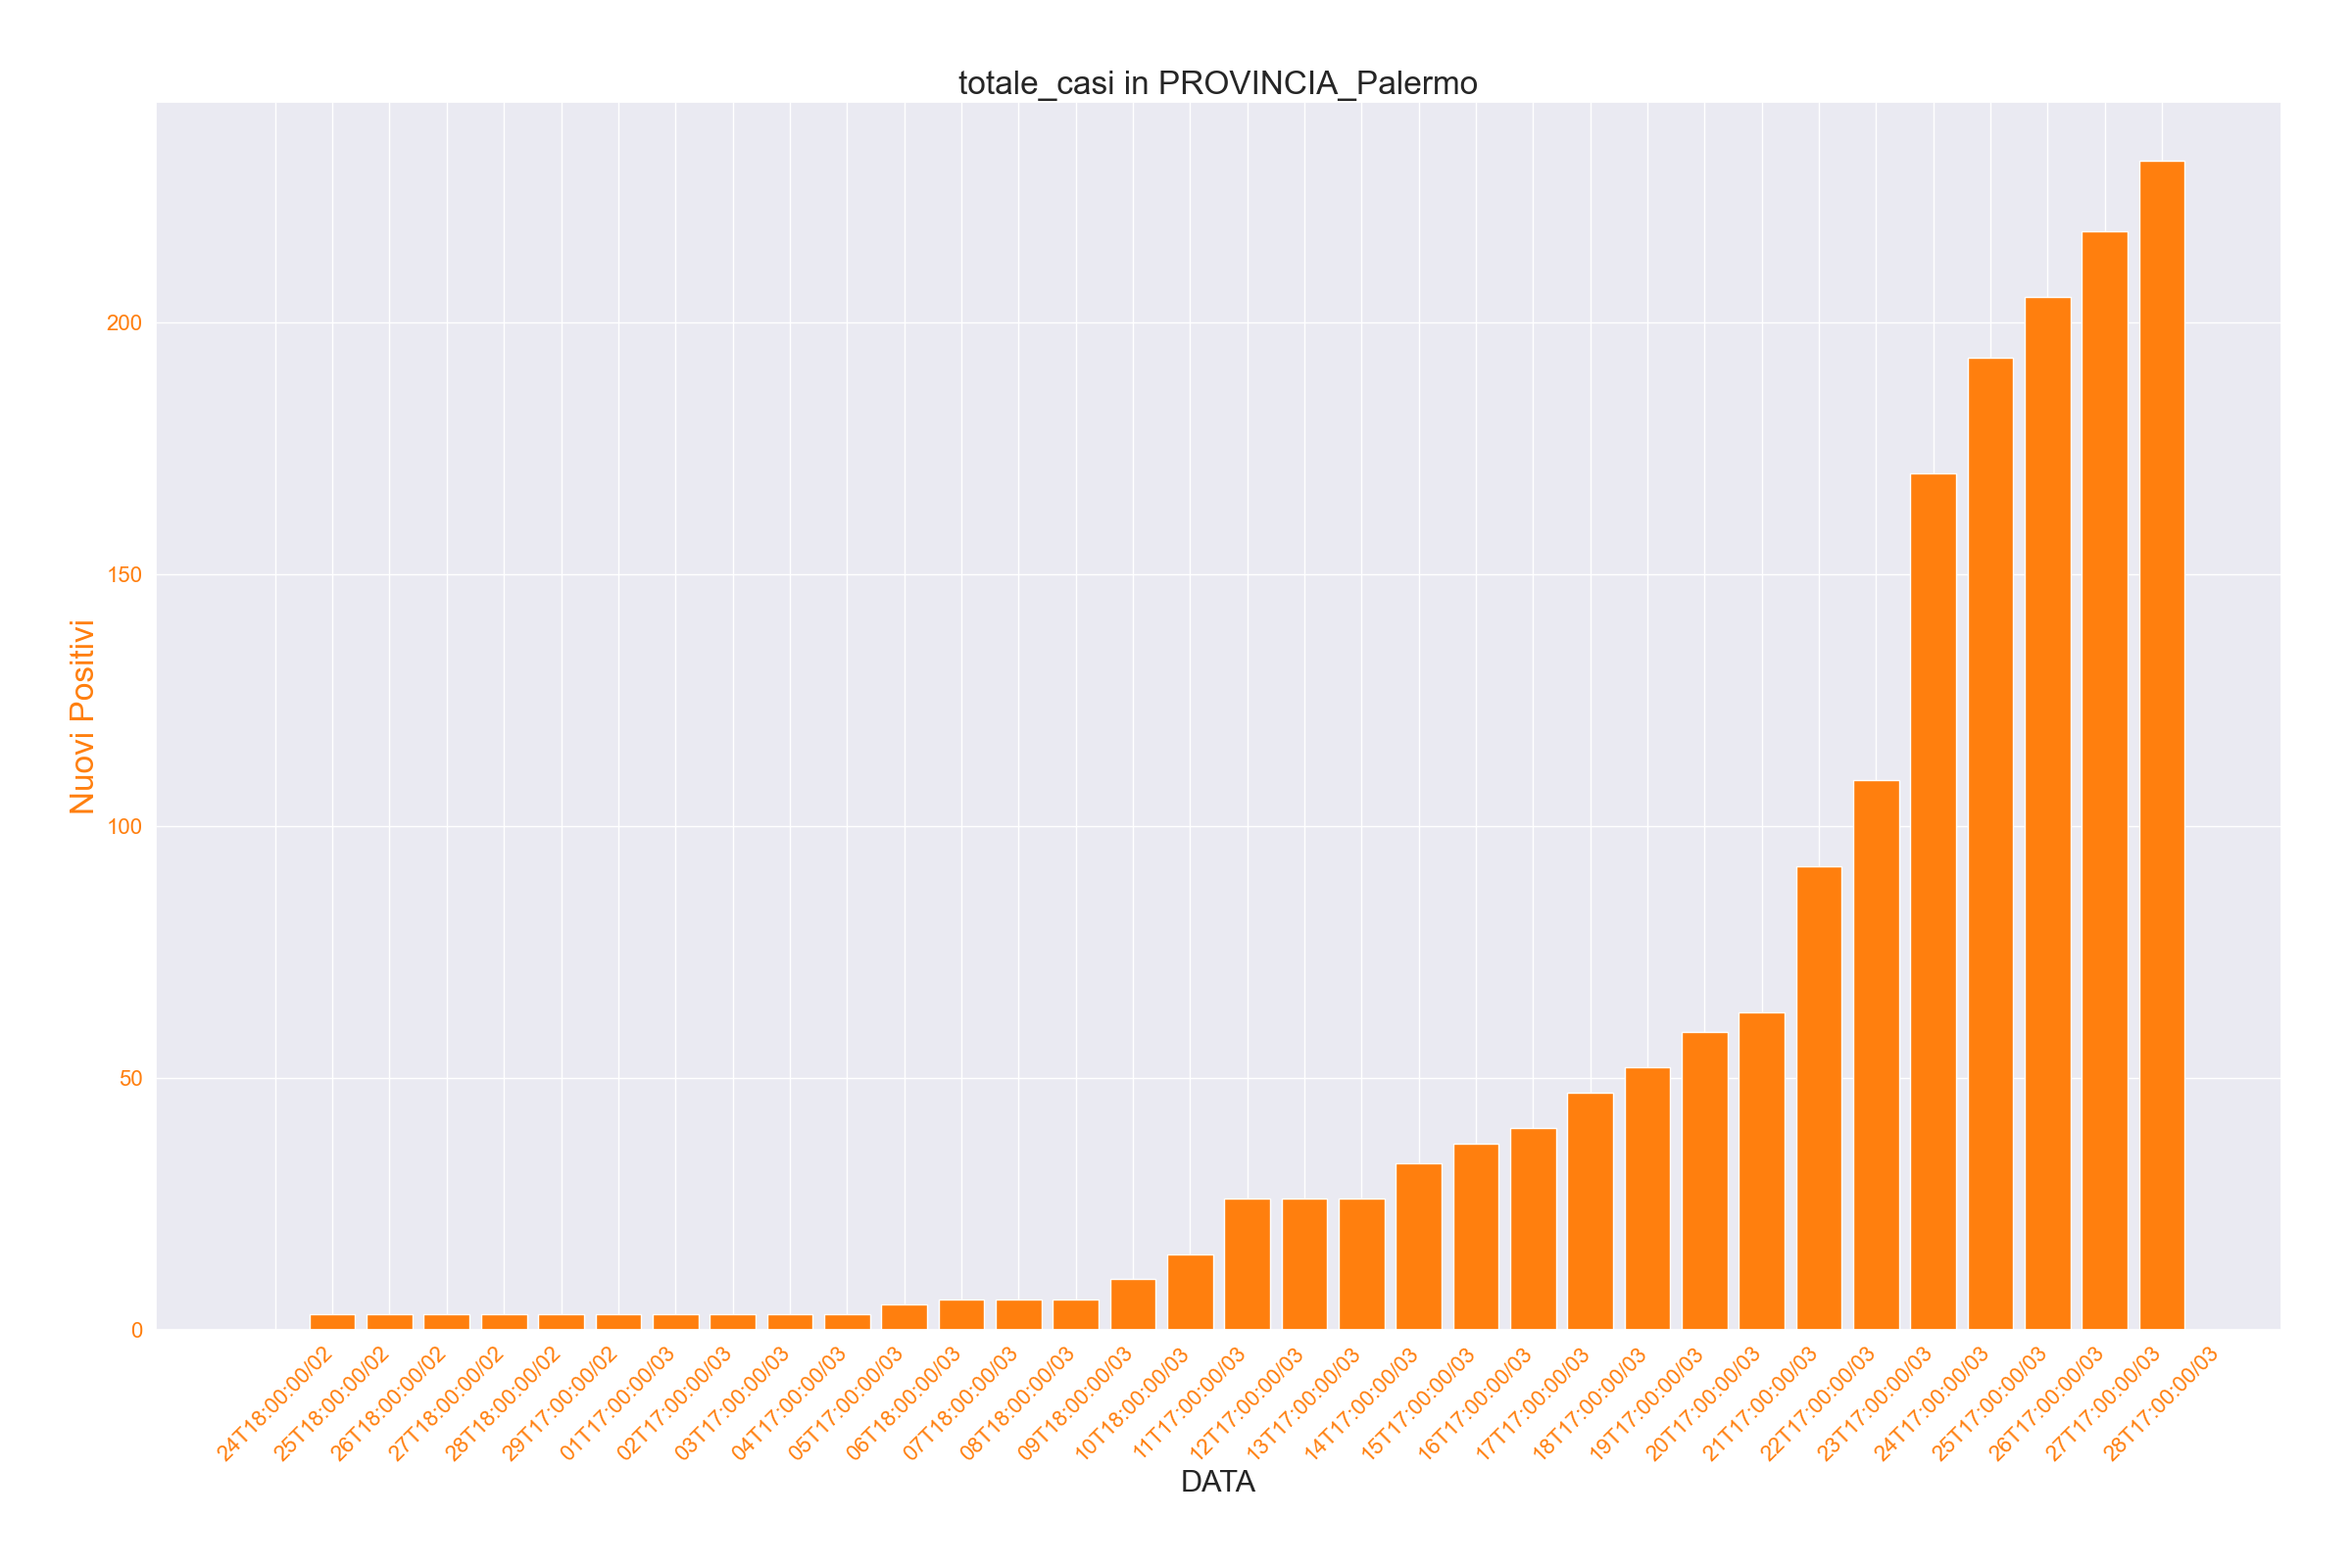 totale_casi in PROVINCIA_Palermo
Nuovi Positivi
200
150
100
50
0
24T18:00:00/02
25T18:00:00/02
26T18:00:00/02
27T18:00:00/02
28T18:00:00/02
29T17:00:00/02
01T17:00:00/03
02T17:00:00/03
03T17:00:00/03
04T17:00:00/03
05T17:00:00/03
06T18:00:00/03
07T18:00:00/03
08T18:00:00/03
09T18:00:00/03
10T18:00:00/03
11T17:00:00/03
12T17:00:00/03
13T17:00:00/03
14T17:00:00/03
15T17:00:00/03
16T17:00:00/03
17T17:00:00/03
18T17:00:00/03
19T17:00:00/03
20T17:00:00/03
21T17:00:00/03
22T17:00:00/03
23T17:00:00/03
24T17:00:00/03
25T17:00:00/03
26T17:00:00/03
27T17:00:00/03
28T17:00:00/03
DATA